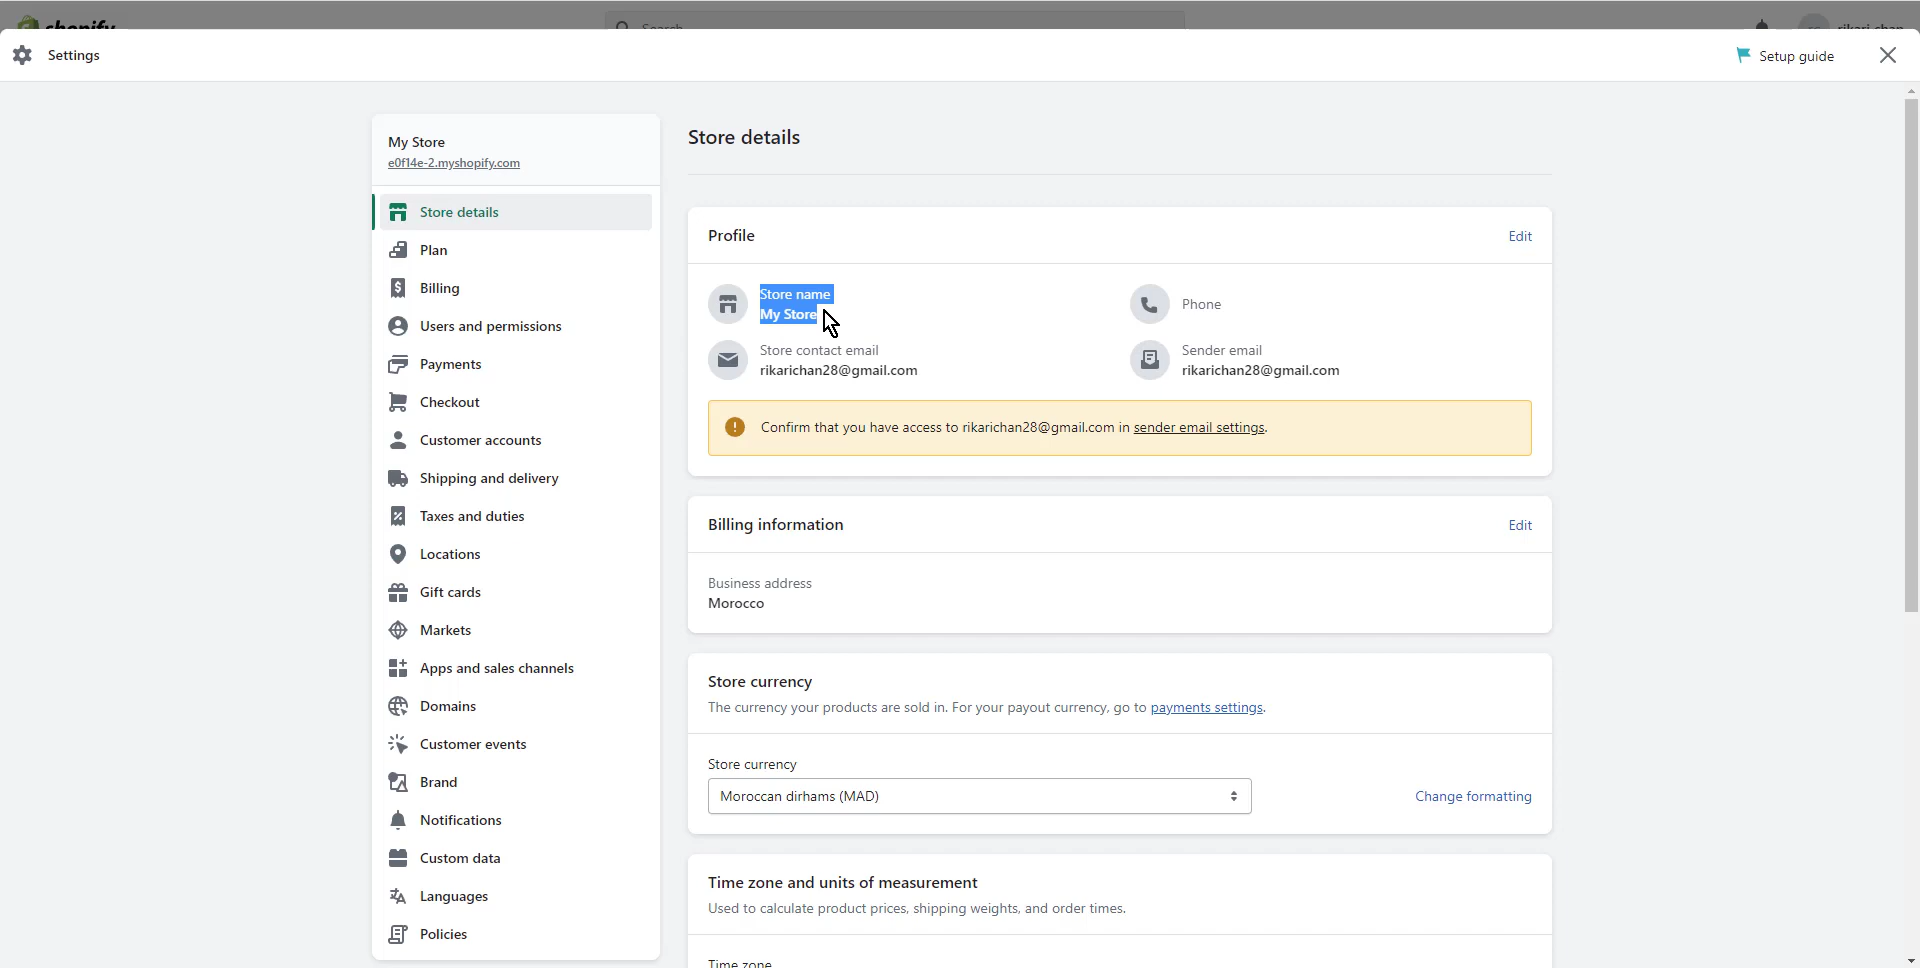 shopify
Search
rikari chan
Settings
Setup guide
My Store
e0f14e-2.myshopify.com
Store details
Plan
Billing
Users and permissions
Payments
Checkout
Customer accounts
Shipping and delivery
Taxes and duties
Locations
Gift cards
Markets
Apps and sales channels
Domains
Customer events
Brand
Notifications
Custom data
Languages
Policies
Store details
Profile
Edit
Store name
My Store
Phone
Store contact email
rikarichan28@gmail.com
Sender email
rikarichan28@gmail.com
Confirm that you have access to rikarichan28@gmail.com in sender email settings.
Billing information
Edit
Business address
Morocco
Store currency
The currency your products are sold in. For your payout currency, go to payments settings.
Store currency
Moroccan dirhams (MAD)
Change formatting
Time zone and units of measurement
Used to calculate product prices, shipping weights, and order times.
Time zone